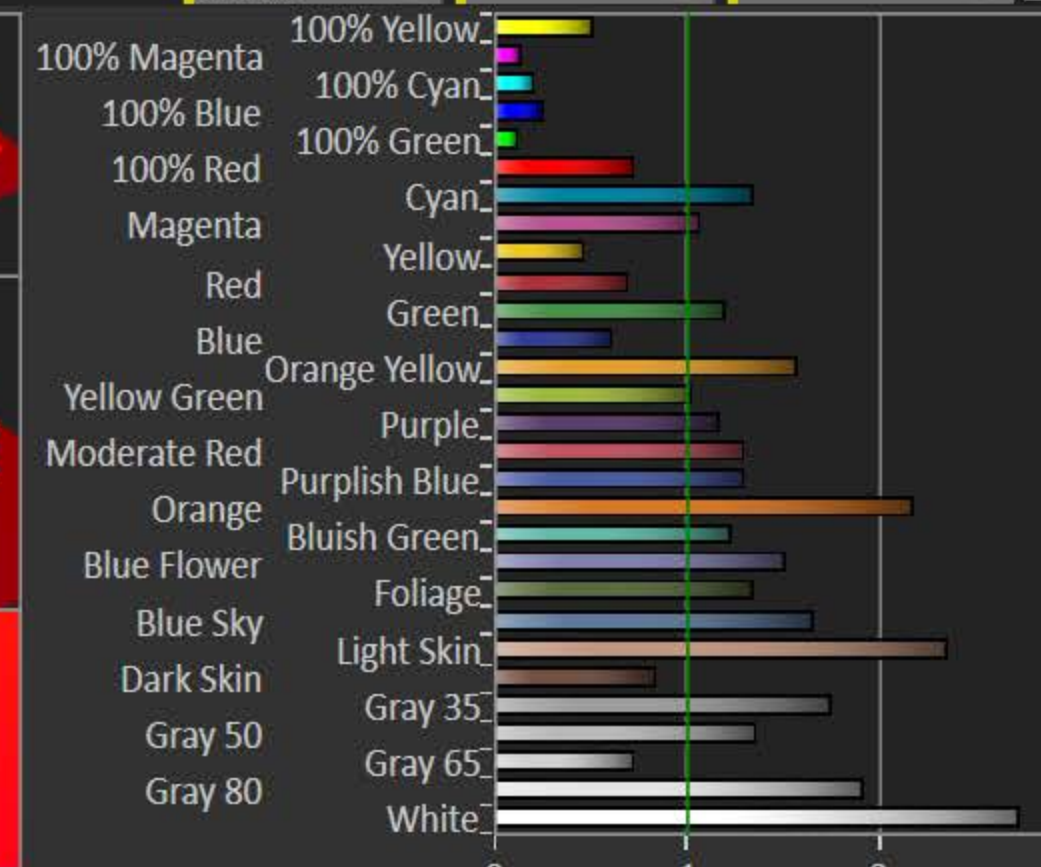 100% Yellow
100% Magenta
100% Cyan
100% Blue
100% Green
100% Red
Cyan
Magenta
Yellow
Red
Green
Blue
Orange Yellow
Yellow Green
Purple
Moderate Red
Purplish Blue
Orange
Bluish Green
Blue Flower
Foliage
Blue Sky
Light Skin
Dark Skin
Gray 35
Gray 50
Gray 65
Gray 80
White